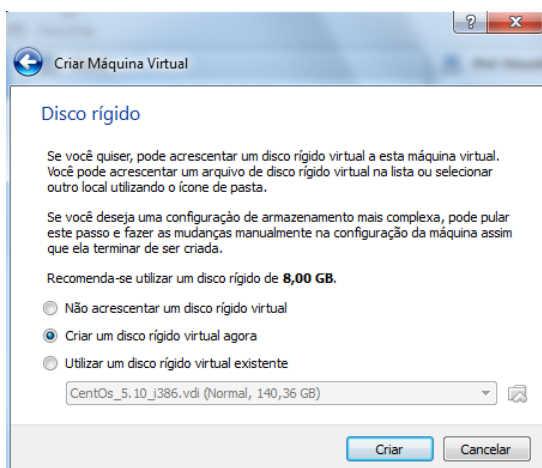 Criar Máquina Virtual
Disco rígido
Se você quiser, pode acrescentar um disco rígido virtual a esta máquina virtual.
Você pode acrescentar um arquivo de disco rígido virtual na lista ou selecionar
outro local utilizando o ícone de pasta.
Se você deseja uma configuração de armazenamento mais complexa, pode pular
este passo e fazer as mudanças manualmente na configuração da máquina assim
que ela terminar de ser criada.
Recomenda-se utilizar um disco rígido de 8,00 GB.
Não acrescentar um disco rígido virtual
Criar um disco rígido virtual agora
Utilizar um disco rígido virtual existente
CentOs_5.10_i386.vdi (Normal, 140,36 GB)
Criar
Cancelar